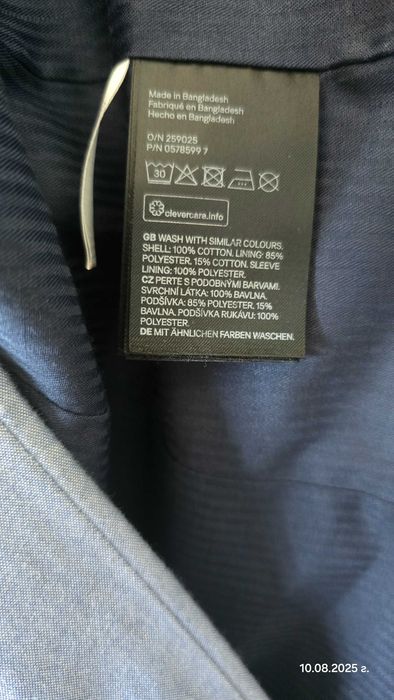 Made in Bangladesh
Fabriqué en Bangladesh
Hecho en Bangladesh
O/N 259025
P/N 0578599 7
30
clevercare.info
GB WASH WITH SIMILAR COLOURS.
SHELL: 100% COTTON. LINING: 85%
POLYESTER, 15% COTTON. SLEEVE
LINING: 100% POLYESTER.
CZ PERTE S PODOBNÝMI BARVAMI.
SVRCHNÍ LÁTKA: 100% BAVLNA.
PODŠÍVKA: 85% POLYESTER, 15%
BAVLNA. PODŠÍVKA RUKÁVU: 100%
POLYESTER.
DE MIT ÄHNLICHEN FARBEN WASCHEN.
10.08.2025 г.